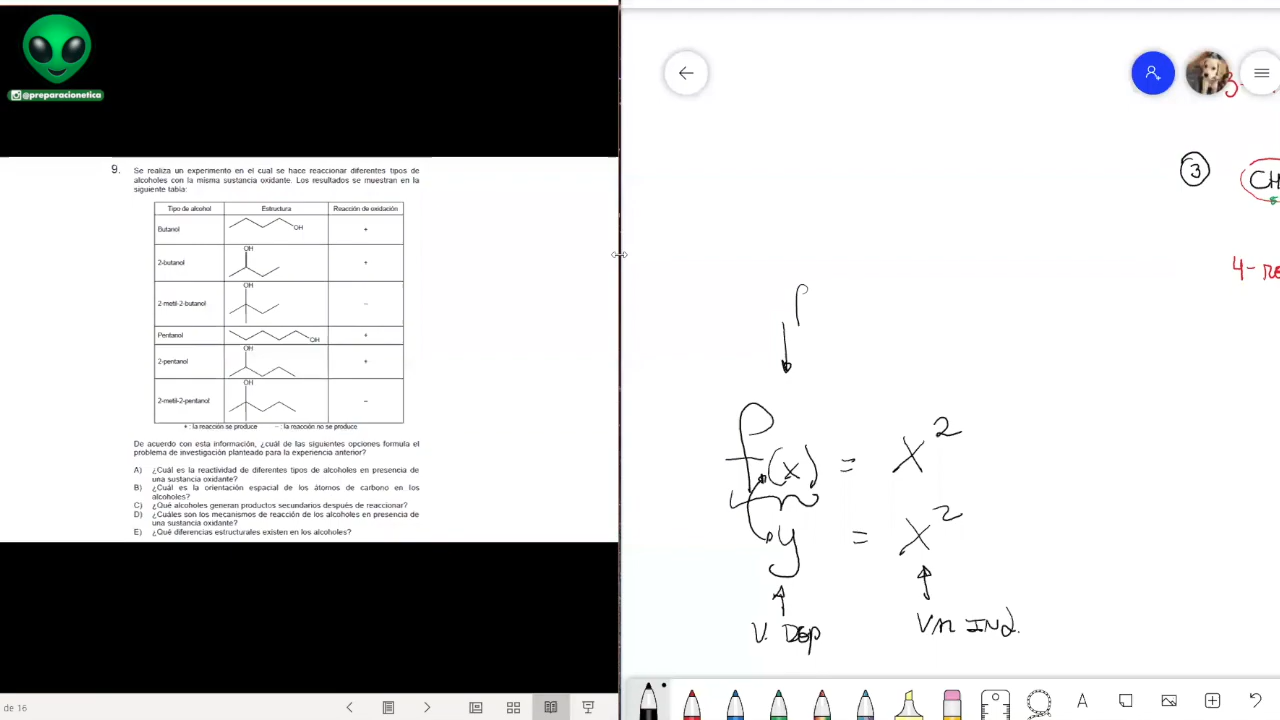 @preparacionetica
9. Se realiza un experimento en el cual se hace reaccionar diferentes tipos de
alcoholes con la misma sustancia oxidante. Los resultados se muestran en la
siguiente tabla:
Tipo de alcohol Estructura Reacción de oxidación
Butanol OH +
2-butanol OH +
2-metil-2-butanol OH –
Pentanol OH +
2-pentanol OH +
2-metil-2-pentanol OH –
+ : la reacción se produce – : la reacción no se produce
De acuerdo con esta información, ¿cuál de las siguientes opciones formula el
problema de investigación planteado para la experiencia anterior?
A) ¿Cuál es la reactividad de diferentes tipos de alcoholes en presencia de
una sustancia oxidante?
B) ¿Cuál es la orientación espacial de los átomos de carbono en los
alcoholes?
C) ¿Qué alcoholes generan productos secundarios después de reaccionar?
D) ¿Cuáles son los mecanismos de reacción de los alcoholes en presencia de
una sustancia oxidante?
E) ¿Qué diferencias estructurales existen en los alcoholes?
de 16
3-
3 CH
4- re
f(x) = x²
y = x²
V. DEP VAR IND.
A